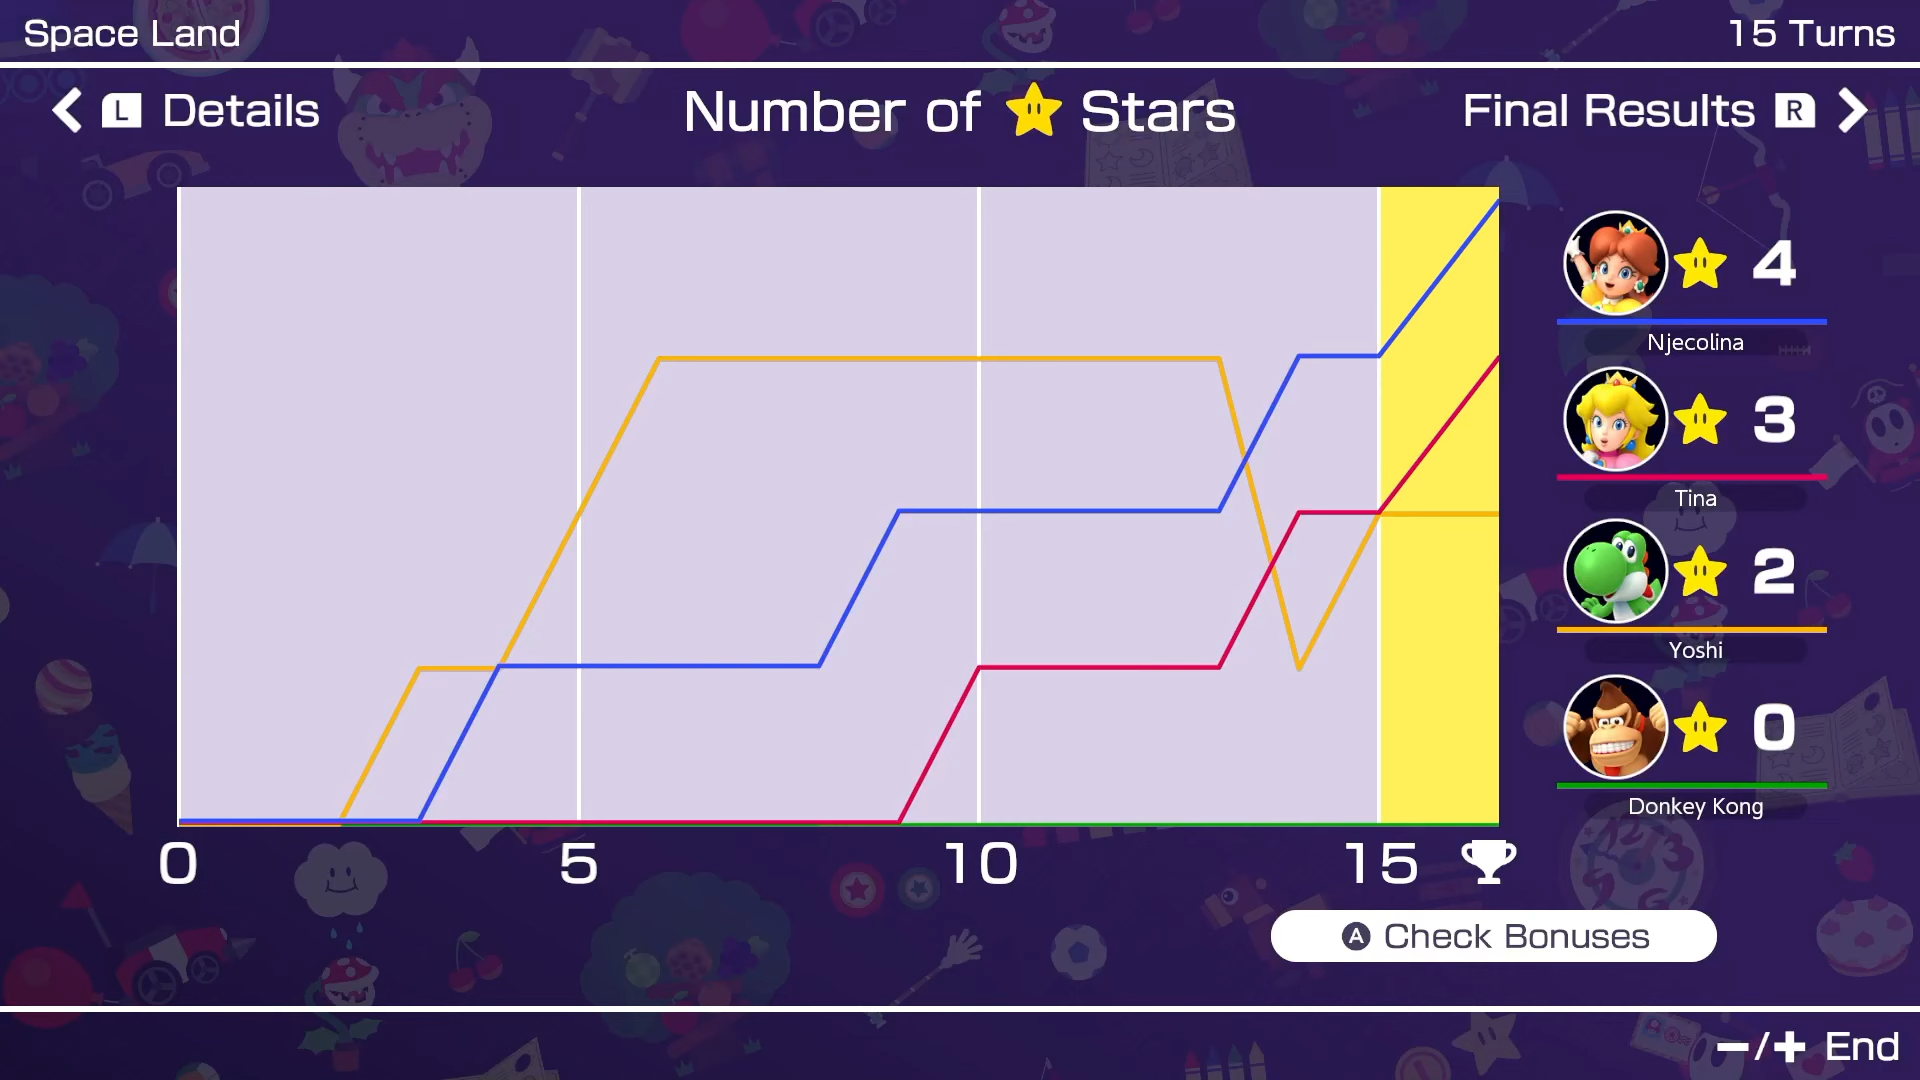 Space Land
15 Turns
L Details
Number of Stars
Final Results R
4
Njecolina
3
Tina
2
Yoshi
0
Donkey Kong
0 5 10 15
A Check Bonuses
-/+ End